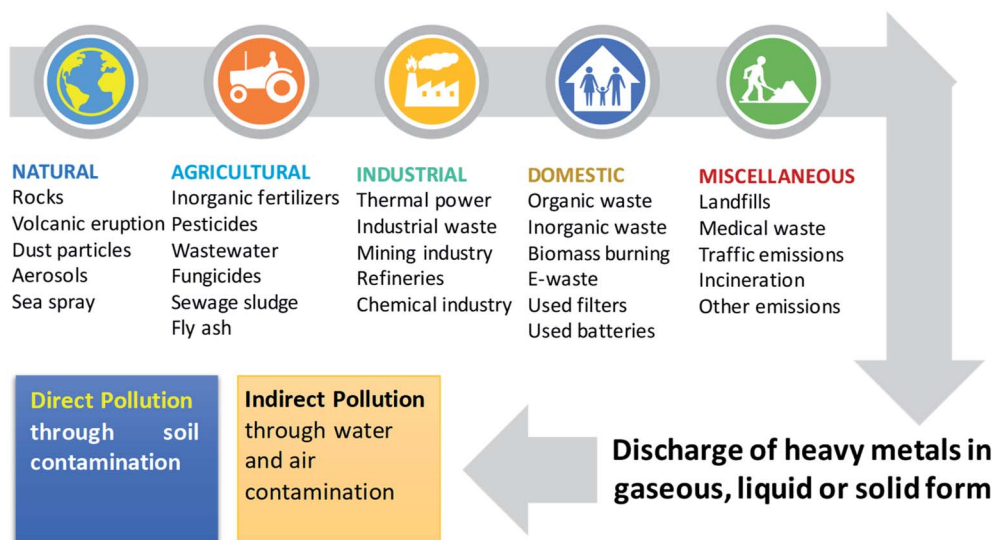 NATURAL
Rocks
Volcanic eruption
Dust particles
Aerosols
Sea spray
AGRICULTURAL
Inorganic fertilizers
Pesticides
Wastewater
Fungicides
Sewage sludge
Fly ash
INDUSTRIAL
Thermal power
Industrial waste
Mining industry
Refineries
Chemical industry
DOMESTIC
Organic waste
Inorganic waste
Biomass burning
E-waste
Used filters
Used batteries
MISCELLANEOUS
Landfills
Medical waste
Traffic emissions
Incineration
Other emissions
Direct Pollution
through soil
contamination
Indirect Pollution
through water
and air
contamination
Discharge of heavy metals in
gaseous, liquid or solid form